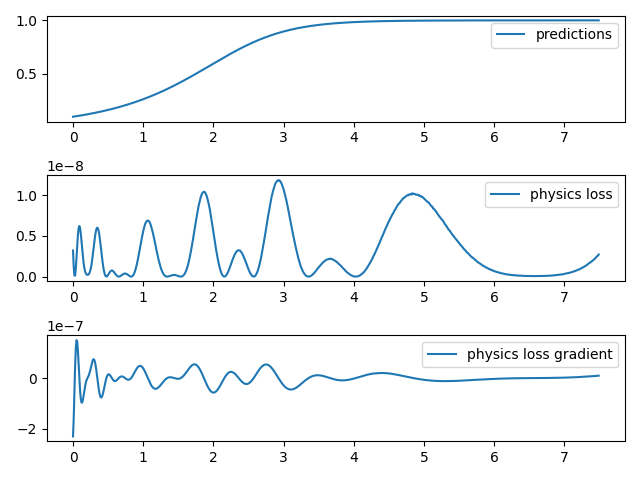 1.0
predictions
0.5
0 1 2 3 4 5 6 7
1e−8
1.0
physics loss
0.5
0.0
0 1 2 3 4 5 6 7
1e−7
physics loss gradient
0
−2
0 1 2 3 4 5 6 7